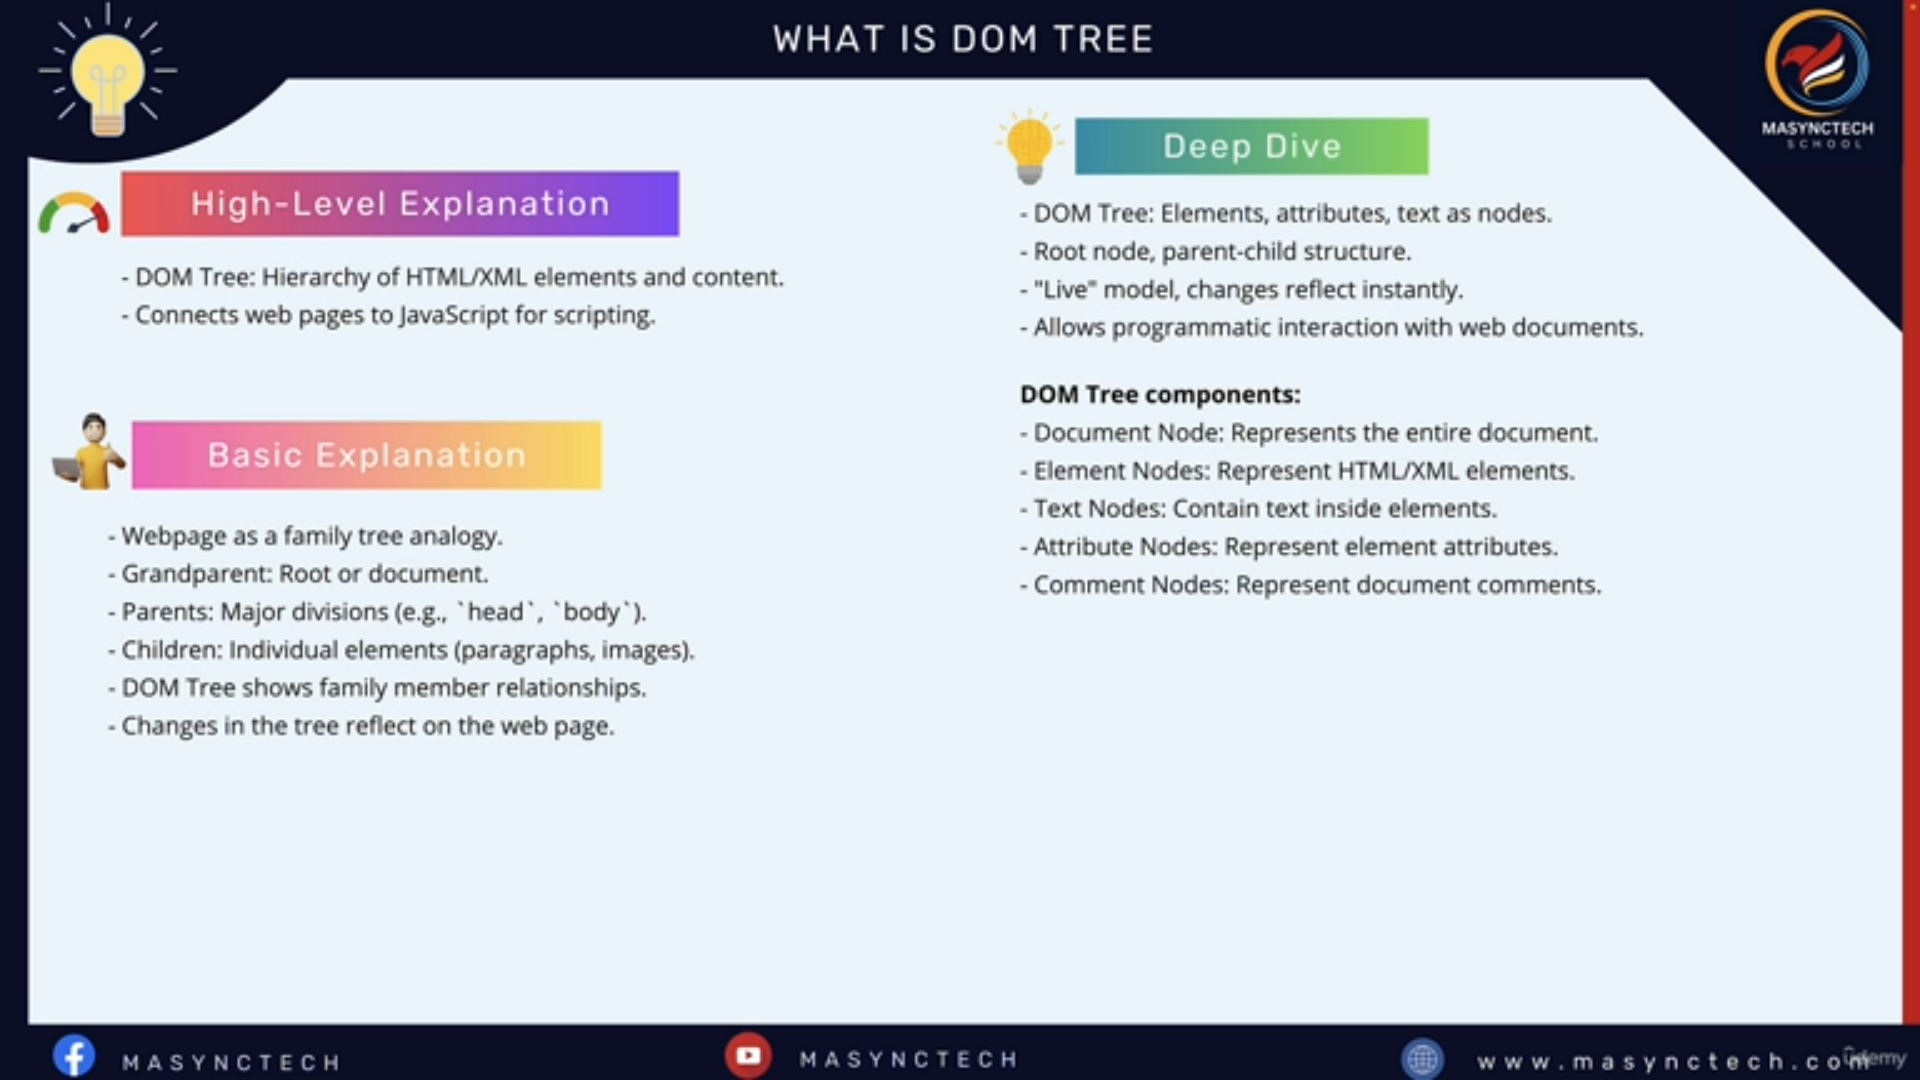 WHAT IS DOM TREE
MASYNCTECH
SCHOOL
High-Level Explanation
- DOM Tree: Hierarchy of HTML/XML elements and content.
- Connects web pages to JavaScript for scripting.
Basic Explanation
- Webpage as a family tree analogy.
- Grandparent: Root or document.
- Parents: Major divisions (e.g., `head`, `body`).
- Children: Individual elements (paragraphs, images).
- DOM Tree shows family member relationships.
- Changes in the tree reflect on the web page.
Deep Dive
- DOM Tree: Elements, attributes, text as nodes.
- Root node, parent-child structure.
- "Live" model, changes reflect instantly.
- Allows programmatic interaction with web documents.
DOM Tree components:
- Document Node: Represents the entire document.
- Element Nodes: Represent HTML/XML elements.
- Text Nodes: Contain text inside elements.
- Attribute Nodes: Represent element attributes.
- Comment Nodes: Represent document comments.
MASYNCTECH
MASYNCTECH
www.masynctech.com
ûdemy